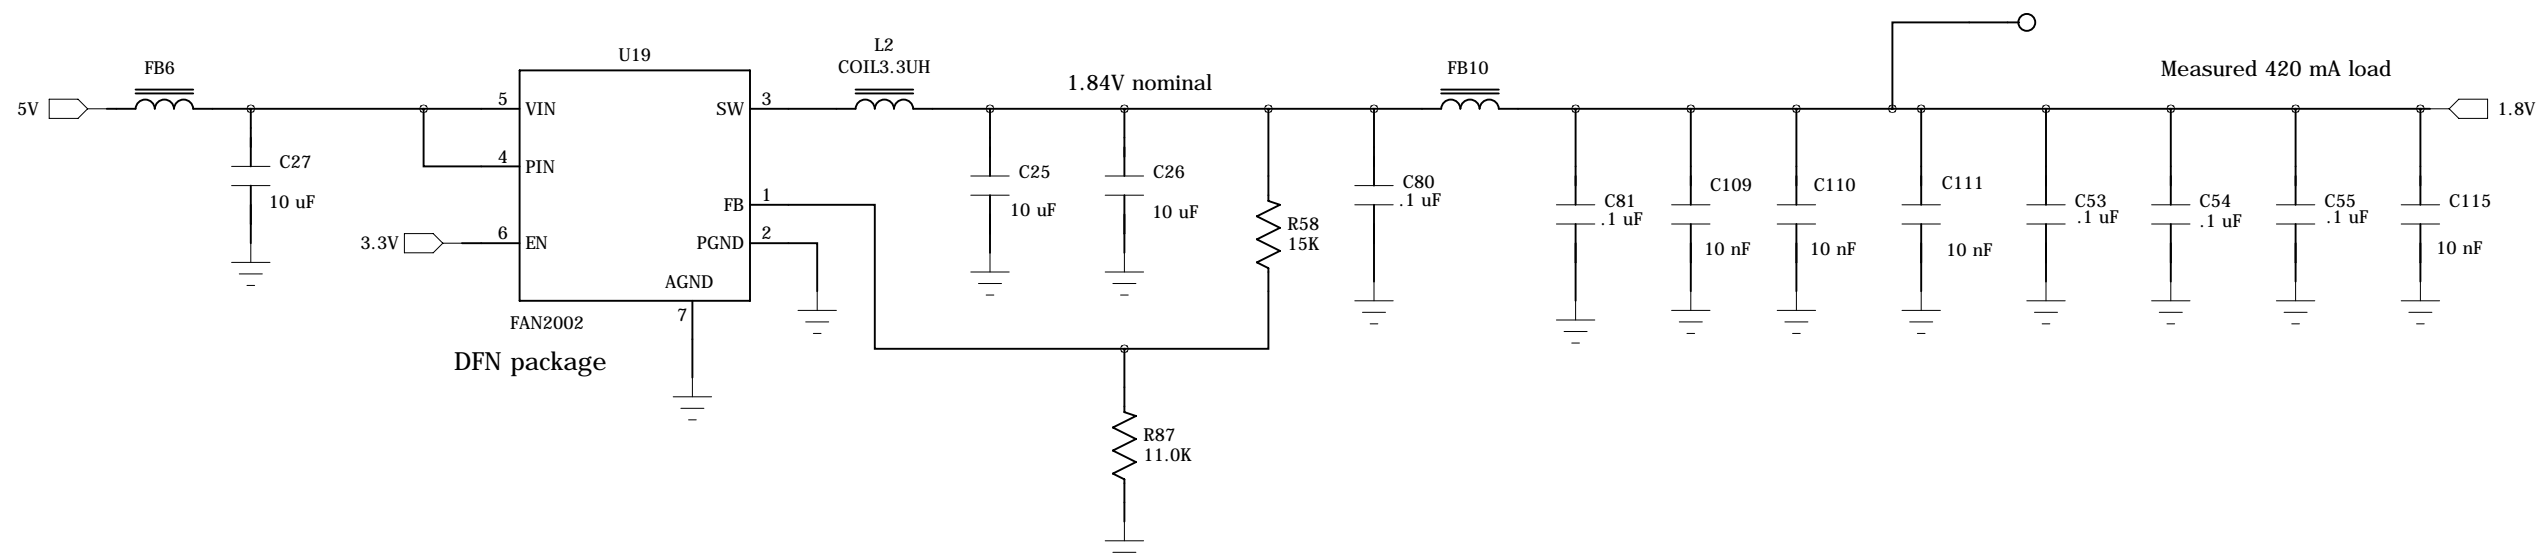 FB6
5V
C27
10 uF
3.3V
U19
5
VIN
4
PIN
6
EN
SW
3
FB
1
PGND
2
AGND
7
FAN2002
DFN package
L2
COIL3.3UH
1.84V nominal
C25
10 uF
C26
10 uF
R58
15K
R87
11.0K
C80
.1 uF
FB10
C81
.1 uF
C109
10 nF
C110
10 nF
C111
10 nF
C53
.1 uF
C54
.1 uF
C55
.1 uF
C115
10 nF
Measured 420 mA load
1.8V